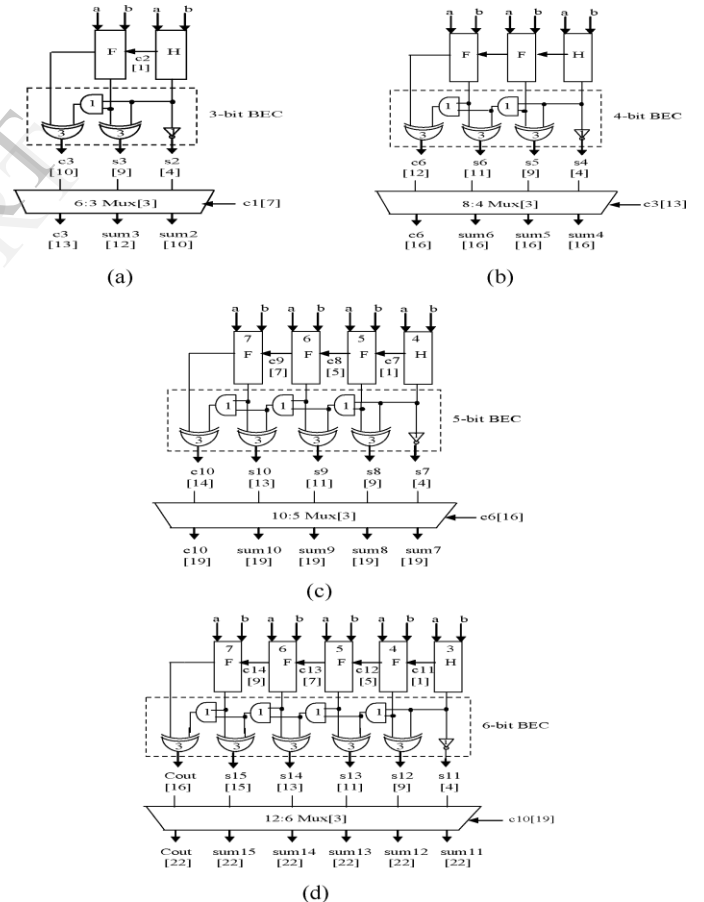 a b a b
F H
c2
[1]
1
3 3
3-bit BEC
c3 s3 s2
[10] [9] [4]
6:3 Mux[3]
c1[7]
c3 sum3 sum2
[13] [12] [10]
(a)
a b a b a b
F F H
1 1
3 3 3
4-bit BEC
c6 s6 s5 s4
[12] [11] [9] [4]
8:4 Mux[3]
c3[13]
c6 sum6 sum5 sum4
[16] [16] [16] [16]
(b)
a b a b a b a b
7 6 5 4
F F F H
c9 c8 c7
[7] [5] [1]
1 1 1
3 3 3 3
5-bit BEC
c10 s10 s9 s8 s7
[14] [13] [11] [9] [4]
10:5 Mux[3]
c6[16]
c10 sum10 sum9 sum8 sum7
[19] [19] [19] [19] [19]
(c)
a b a b a b a b a b
7 6 5 4 3
F F F F H
c14 c13 c12 c11
[9] [7] [5] [1]
1 1 1 1
3 3 3 3 3
6-bit BEC
Cout s15 s14 s13 s12 s11
[16] [15] [13] [11] [9] [4]
12:6 Mux[3]
c10[19]
Cout sum15 sum14 sum13 sum12 sum11
[22] [22] [22] [22] [22] [22]
(d)